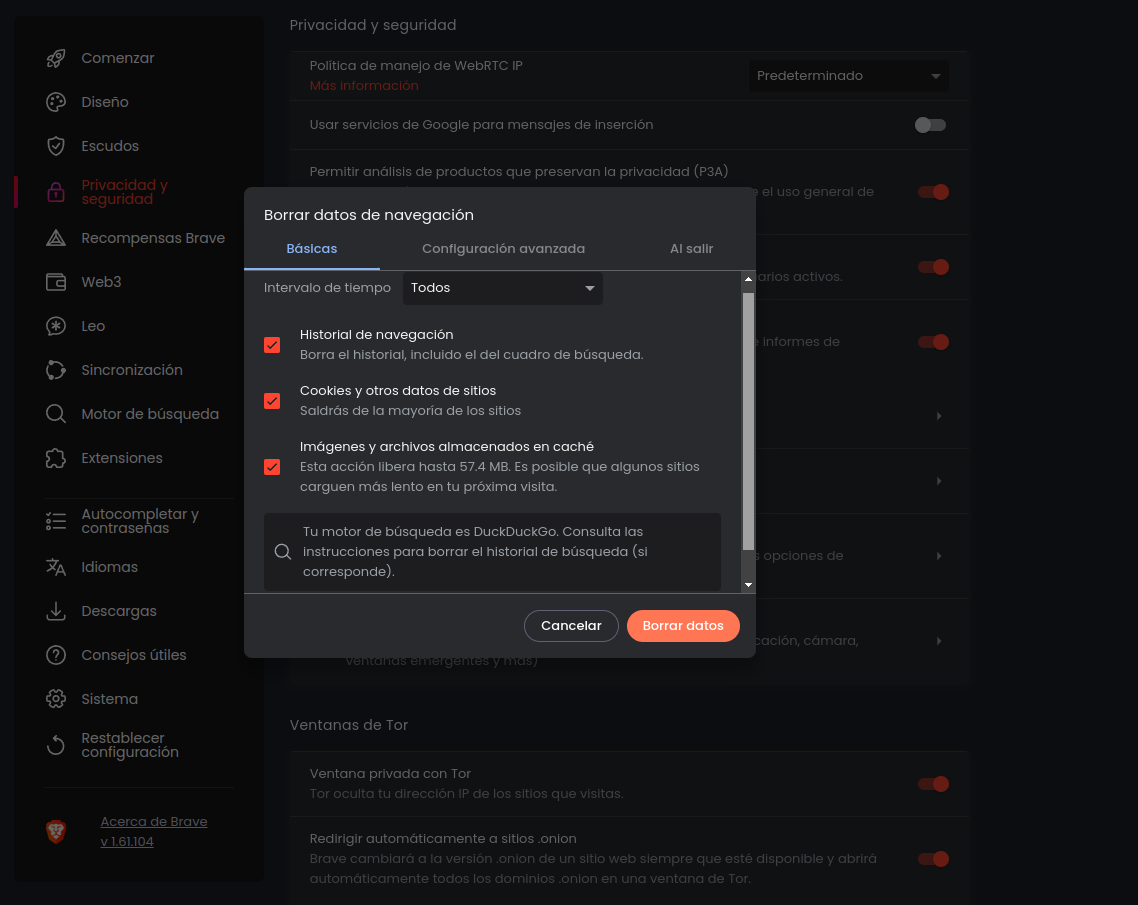 Comenzar
Diseño
Escudos
Privacidad y
seguridad
Recompensas Brave
Web3
Leo
Sincronización
Motor de búsqueda
Extensiones
Autocompletar y
contraseñas
Idiomas
Descargas
Consejos útiles
Sistema
Restablecer
configuración
Acerca de Brave
v 1.61.104
Privacidad y seguridad
Política de manejo de WebRTC IP
Más información
Predeterminado
Usar servicios de Google para mensajes de inserción
Permitir análisis de productos que preservan la privacidad (P3A)
e el uso general de
arios activos.
e informes de
s opciones de
cación, cámara,
ventanas emergentes y más)
Borrar datos de navegación
Básicas
Configuración avanzada
Al salir
Intervalo de tiempo
Todos
Historial de navegación
Borra el historial, incluido el del cuadro de búsqueda.
Cookies y otros datos de sitios
Saldrás de la mayoría de los sitios
Imágenes y archivos almacenados en caché
Esta acción libera hasta 57.4 MB. Es posible que algunos sitios
carguen más lento en tu próxima visita.
Tu motor de búsqueda es DuckDuckGo. Consulta las
instrucciones para borrar el historial de búsqueda (si
corresponde).
Cancelar
Borrar datos
Ventanas de Tor
Ventana privada con Tor
Tor oculta tu dirección IP de los sitios que visitas.
Redirigir automáticamente a sitios .onion
Brave cambiará a la versión .onion de un sitio web siempre que esté disponible y abrirá
automáticamente todos los dominios .onion en una ventana de Tor.